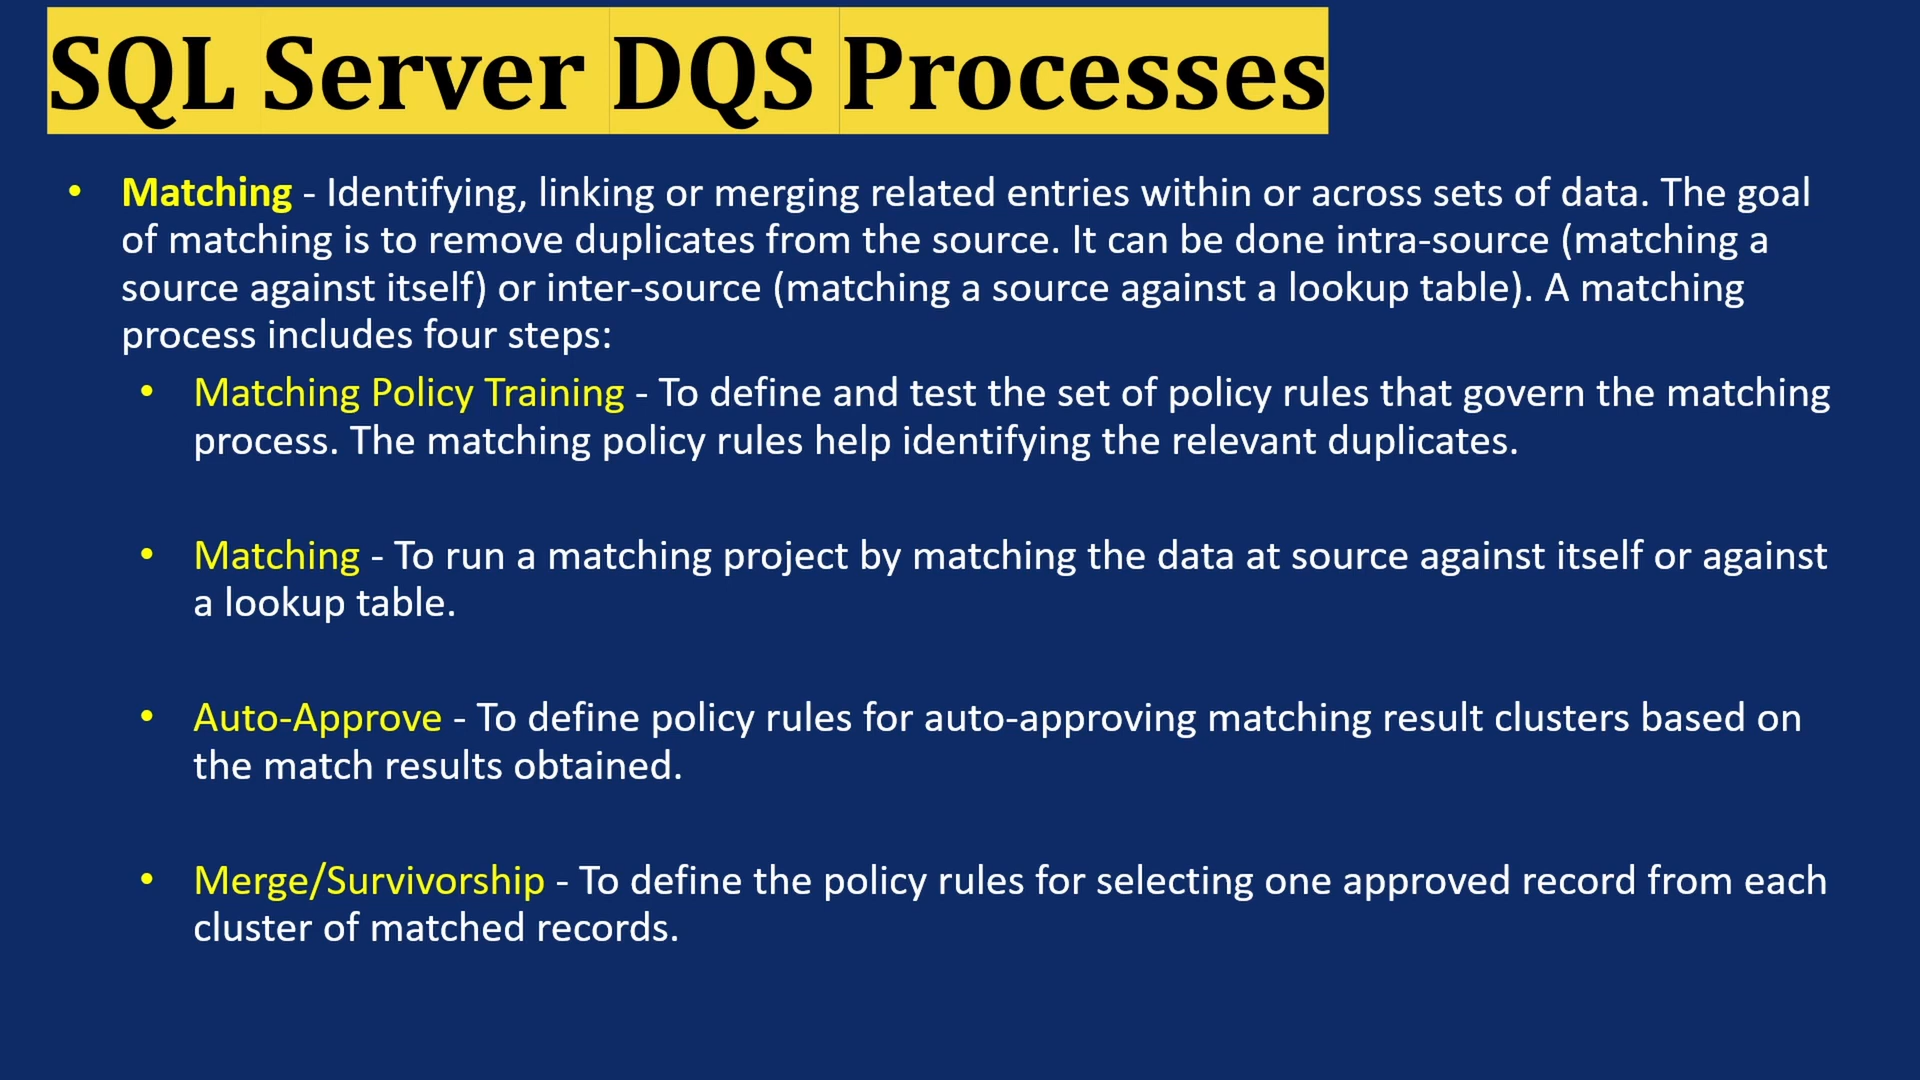 SQL Server DQS Processes
• Matching - Identifying, linking or merging related entries within or across sets of data. The goal
of matching is to remove duplicates from the source. It can be done intra-source (matching a
source against itself) or inter-source (matching a source against a lookup table). A matching
process includes four steps:
• Matching Policy Training - To define and test the set of policy rules that govern the matching
process. The matching policy rules help identifying the relevant duplicates.
• Matching - To run a matching project by matching the data at source against itself or against
a lookup table.
• Auto-Approve - To define policy rules for auto-approving matching result clusters based on
the match results obtained.
• Merge/Survivorship - To define the policy rules for selecting one approved record from each
cluster of matched records.